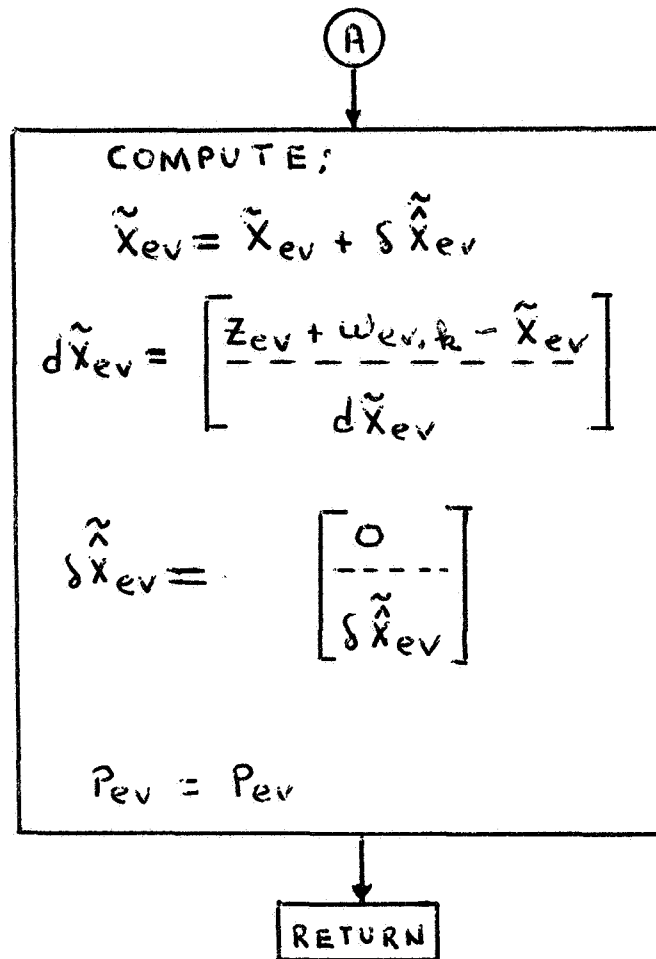 A
COMPUTE;
x̃ev = x̃ev + δx̂̃ev
dx̃ev = [ zev + wev,k - x̃ev
dx̃ev ]
δx̂̃ev = [ 0
δx̂̃ev ]
Pev = Pev
RETURN